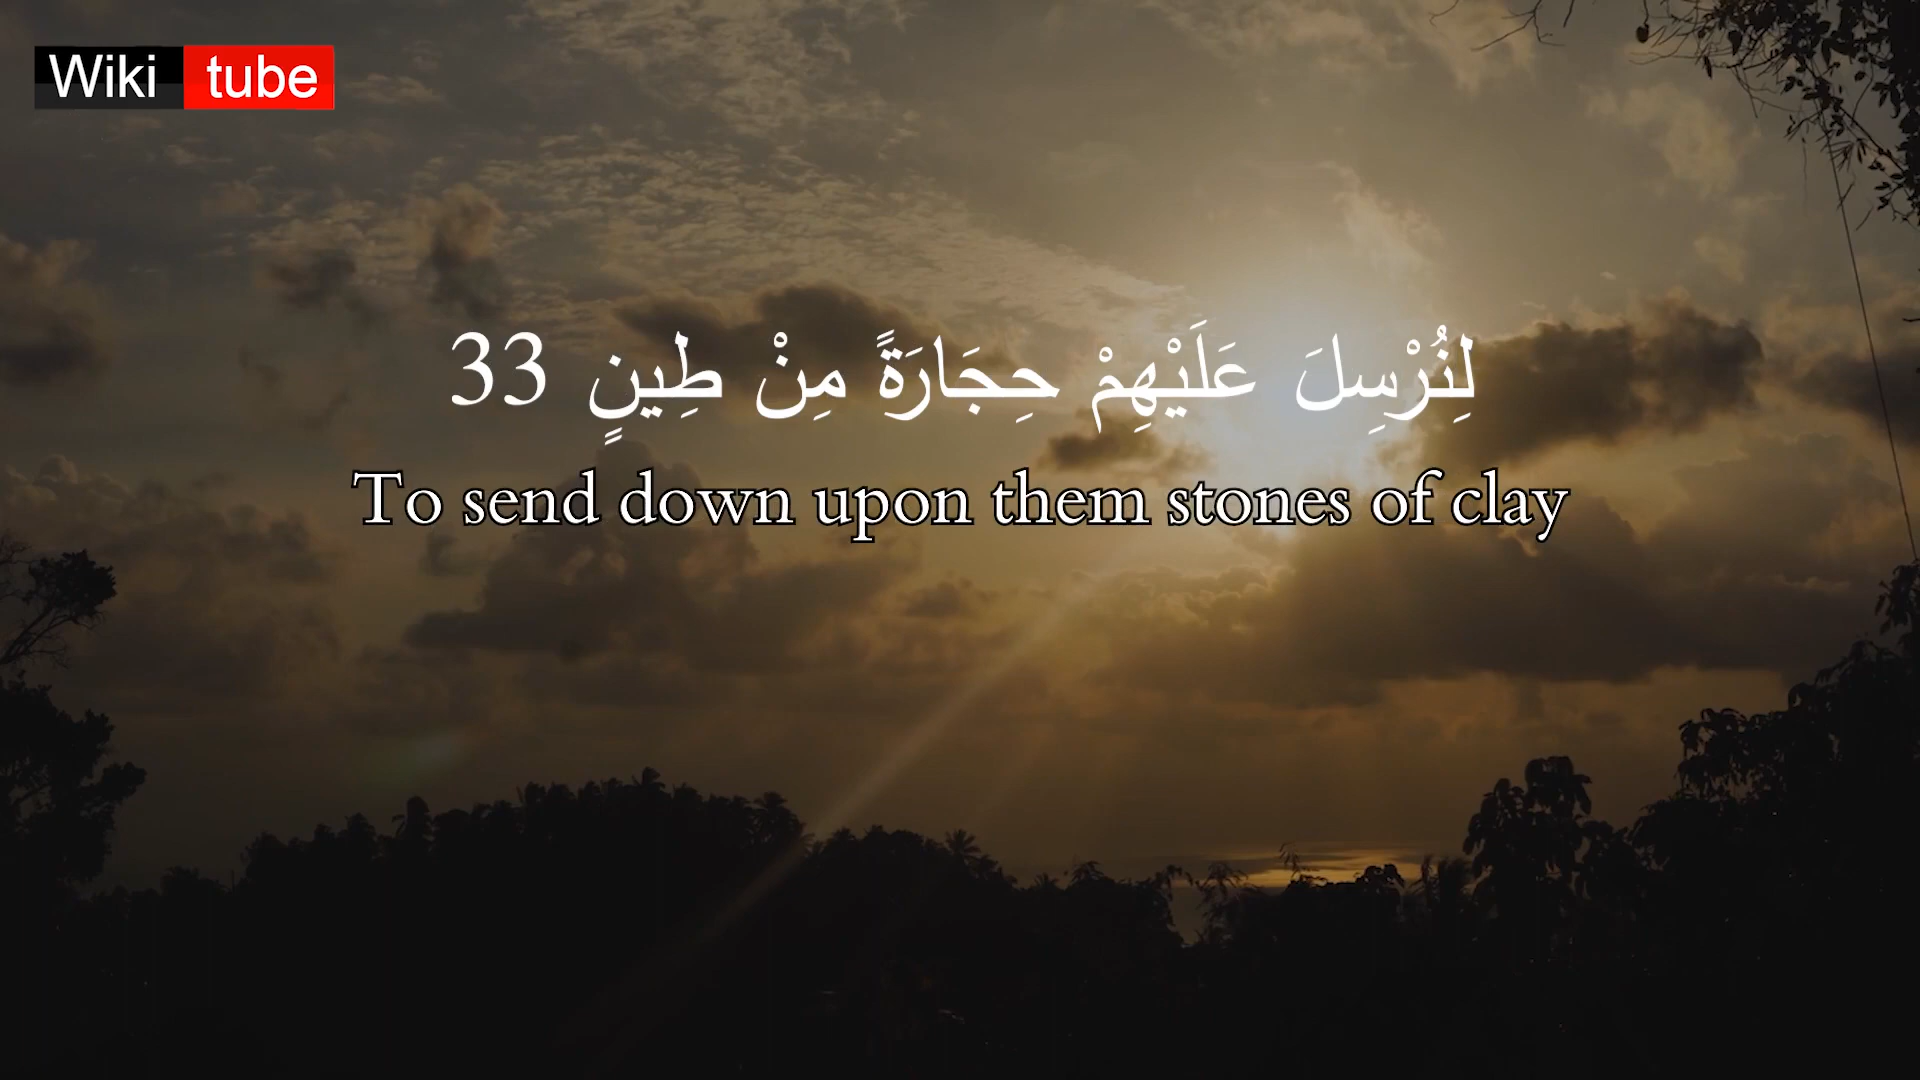 Wiki tube
لِنُرْسِلَ عَلَيْهِمْ حِجَارَةً مِنْ طِينٍ 33
To send down upon them stones of clay